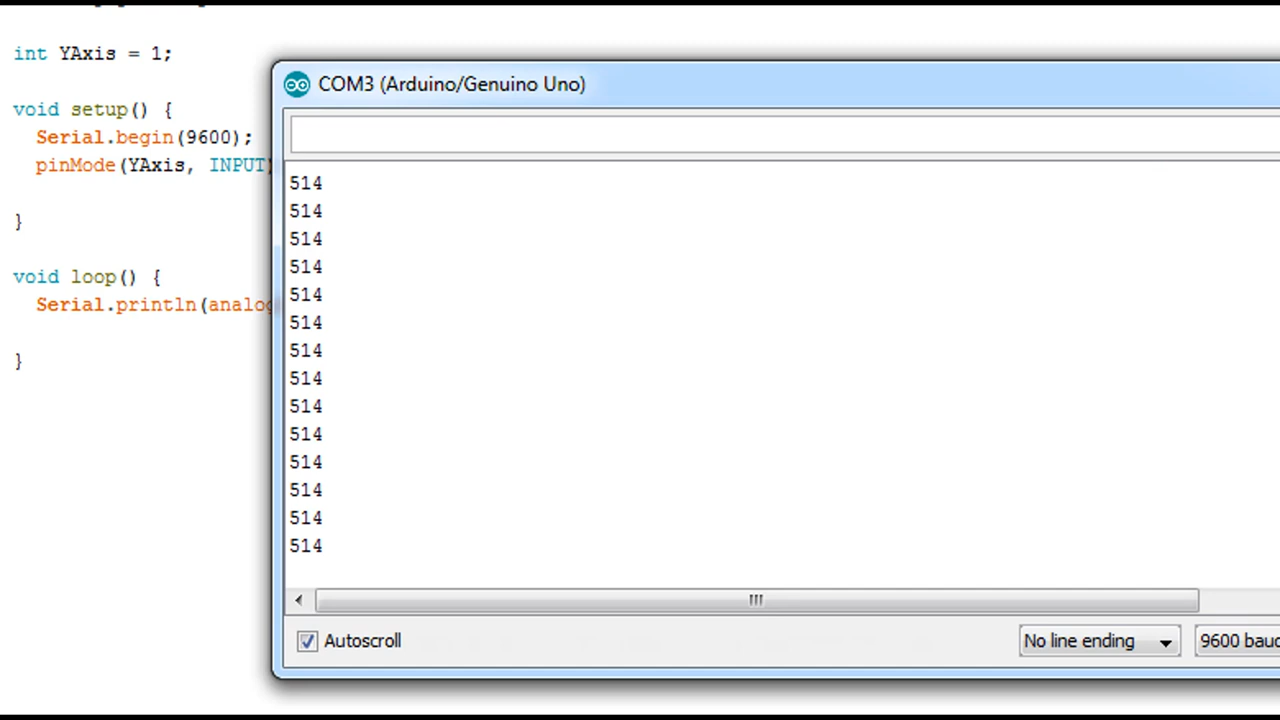 int YAxis = 1;
void setup() {
Serial.begin(9600);
pinMode(YAxis, INPUT)
}
void loop() {
Serial.println(analog
}
COM3 (Arduino/Genuino Uno)
514
514
514
514
514
514
514
514
514
514
514
514
514
514
Autoscroll
No line ending
9600 baud